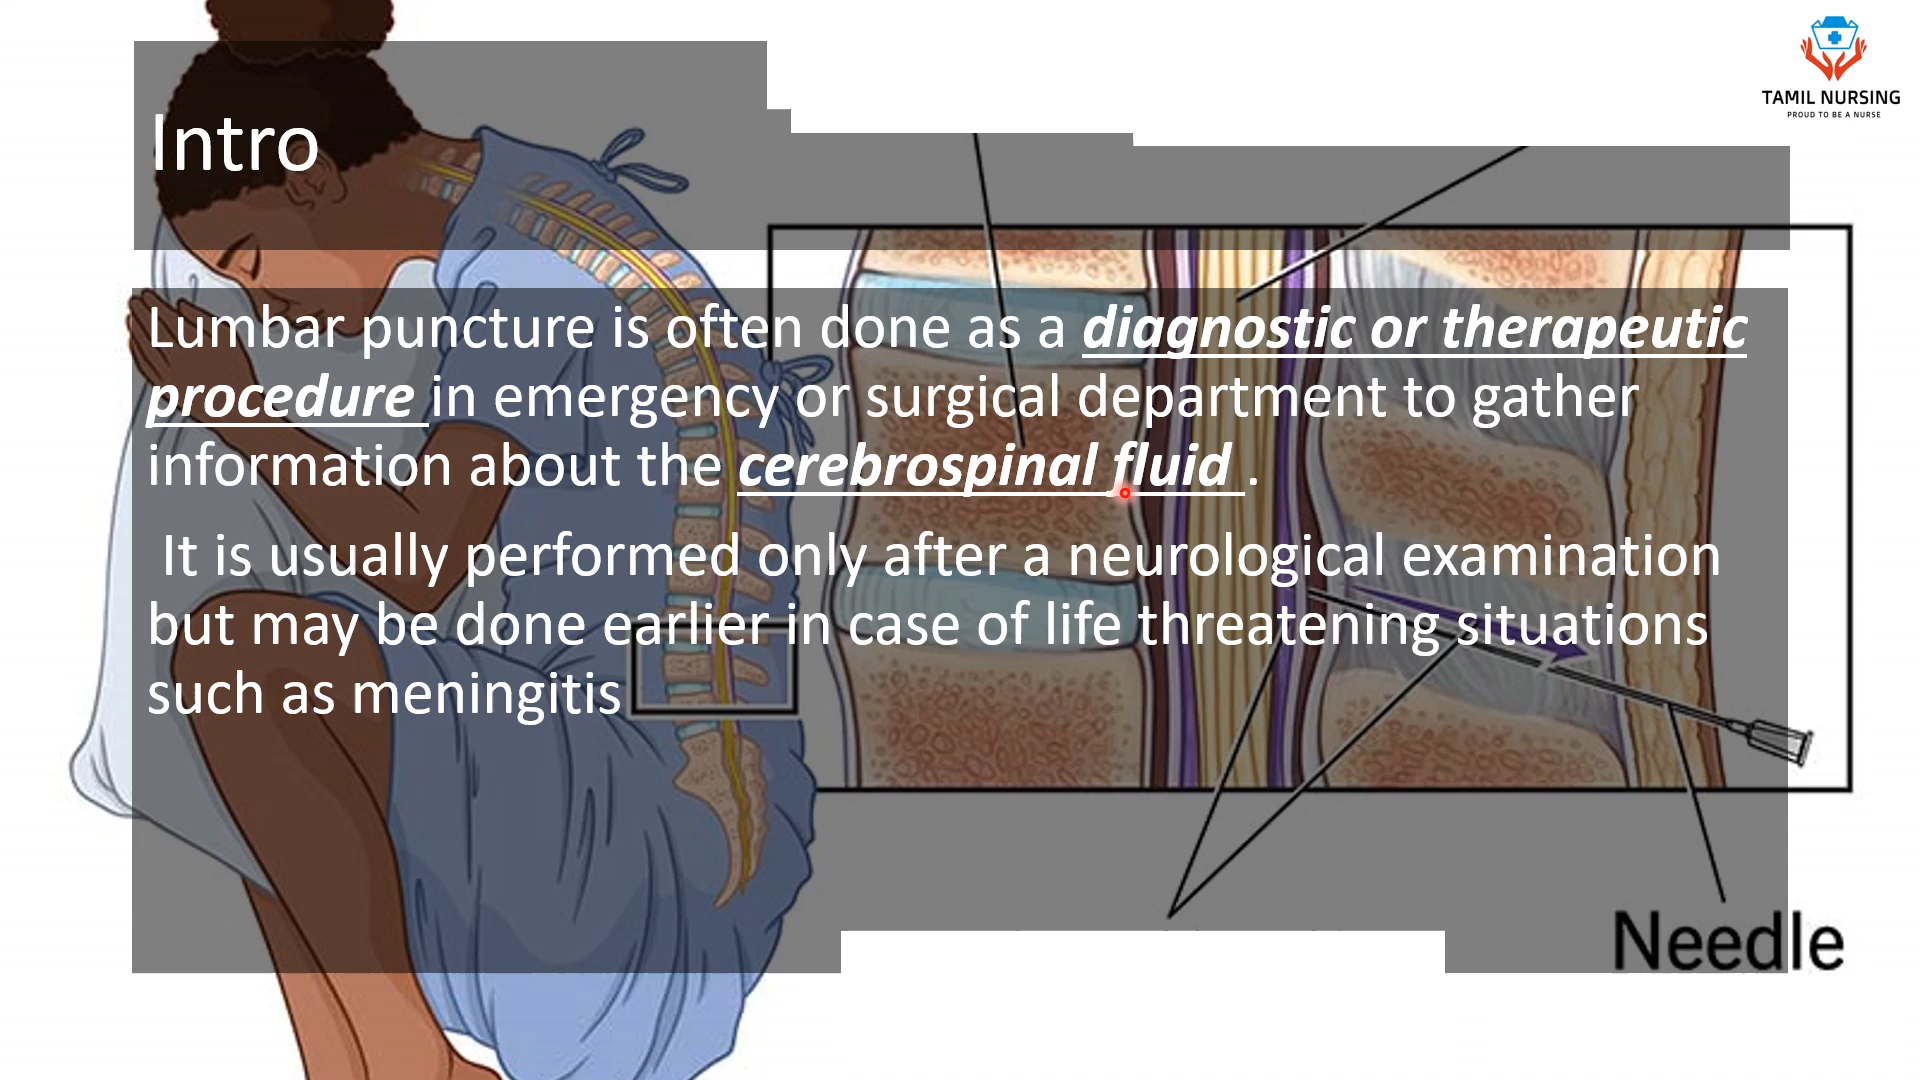 TAMIL NURSING
PROUD TO BE A NURSE
Intro
Lumbar puncture is often done as a diagnostic or therapeutic
procedure in emergency or surgical department to gather
information about the cerebrospinal fluid .
It is usually performed only after a neurological examination
but may be done earlier in case of life threatening situations
such as meningitis
Needle